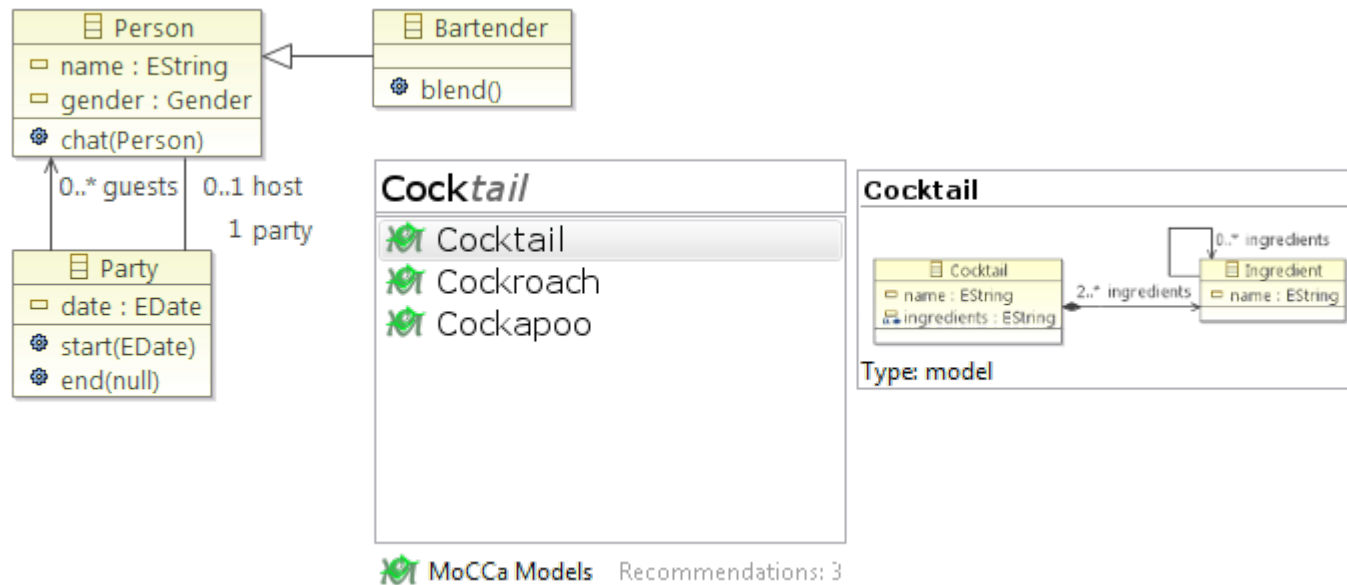 Person
name : EString
gender : Gender
chat(Person)
Bartender
blend()
0..* guests
0..1 host
1 party
Party
date : EDate
start(EDate)
end(null)
Cocktail
Cocktail
Cockroach
Cockapoo
MoCCa Models Recommendations: 3
Cocktail
0..* ingredients
Cocktail
name : EString
ingredients : EString
2..* ingredients
Ingredient
name : EString
Type: model